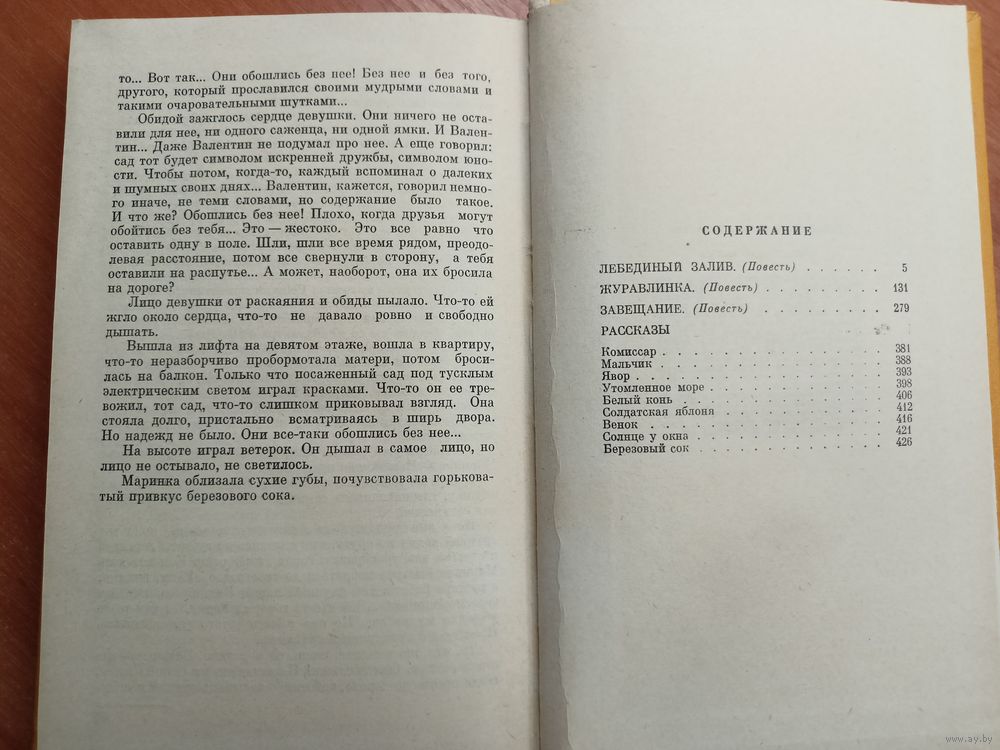 то... Вот так... Они обошлись без нее! Без нее и без того,
другого, который прославился своими мудрыми словами и
такими очаровательными шутками...
Обидой зажглось сердце девушки. Они ничего не оста-
вили для нее, ни одного саженца, ни одной ямки. И Вален-
тин... Даже Валентин не подумал про нее. А еще говорил:
сад тот будет символом искренней дружбы, символом юно-
сти. Чтобы потом, когда-то, каждый вспоминал о далеких
и шумных своих днях... Валентин, кажется, говорил немно-
го иначе, не теми словами, но содержание было такое.
И что же? Обошлись без нее! Плохо, когда друзья могут
обойтись без тебя... Это — жестоко. Это все равно что
оставить одну в поле. Шли, шли все время рядом, преодо-
левая расстояние, потом все свернули в сторону, а тебя
оставили на распутье... А может, наоборот, она их бросила
на дороге?
Лицо девушки от раскаяния и обиды пылало. Что-то ей
жгло около сердца, что-то не давало ровно и свободно
дышать.
Вышла из лифта на девятом этаже, вошла в квартиру,
что-то неразборчиво пробормотала матери, потом броси-
лась на балкон. Только что посаженный сад под тусклым
электрическим светом играл красками. Что-то он ее тре-
вожил, тот сад, что-то слишком приковывал взгляд. Она
стояла долго, пристально всматриваясь в ширь двора.
Но надежд не было. Они все-таки обошлись без нее...
На высоте играл ветерок. Он дышал в самое лицо, но
лицо не остывало, не светилось.
Маринка облизала сухие губы, почувствовала горькова-
тый привкус березового сока.
СОДЕРЖАНИЕ
ЛЕБЕДИНЫЙ ЗАЛИВ. (Повесть) . . . . . . 5
ЖУРАВЛИНКА. (Повесть) . . . . . . . . . 131
ЗАВЕЩАНИЕ. (Повесть) . . . . . . . . . 279
РАССКАЗЫ
Комиссар . . . . . . . . . . . . . . 381
Мальчик . . . . . . . . . . . . . . 388
Явор . . . . . . . . . . . . . . . 393
Утомленное море . . . . . . . . . . . 398
Белый конь . . . . . . . . . . . . . 406
Солдатская яблоня . . . . . . . . . . 412
Венок . . . . . . . . . . . . . . . 416
Солнце у окна . . . . . . . . . . . . 421
Березовый сок . . . . . . . . . . . . 426
www.ay.by